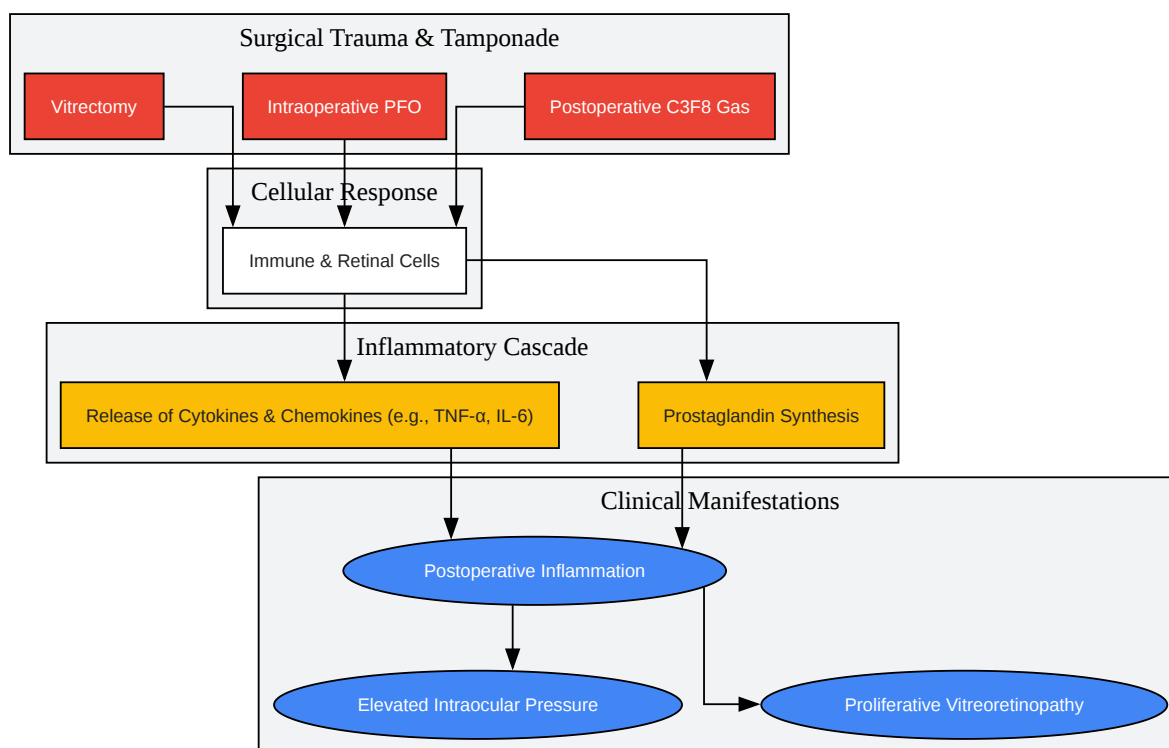 Surgical Trauma & Tamponade
Vitrectomy
Intraoperative PFO
Postoperative C3F8 Gas
Cellular Response
Immune & Retinal Cells
Inflammatory Cascade
Release of Cytokines & Chemokines (e.g., TNF-α, IL-6)
Prostaglandin Synthesis
Clinical Manifestations
Postoperative Inflammation
Elevated Intraocular Pressure
Proliferative Vitreoretinopathy